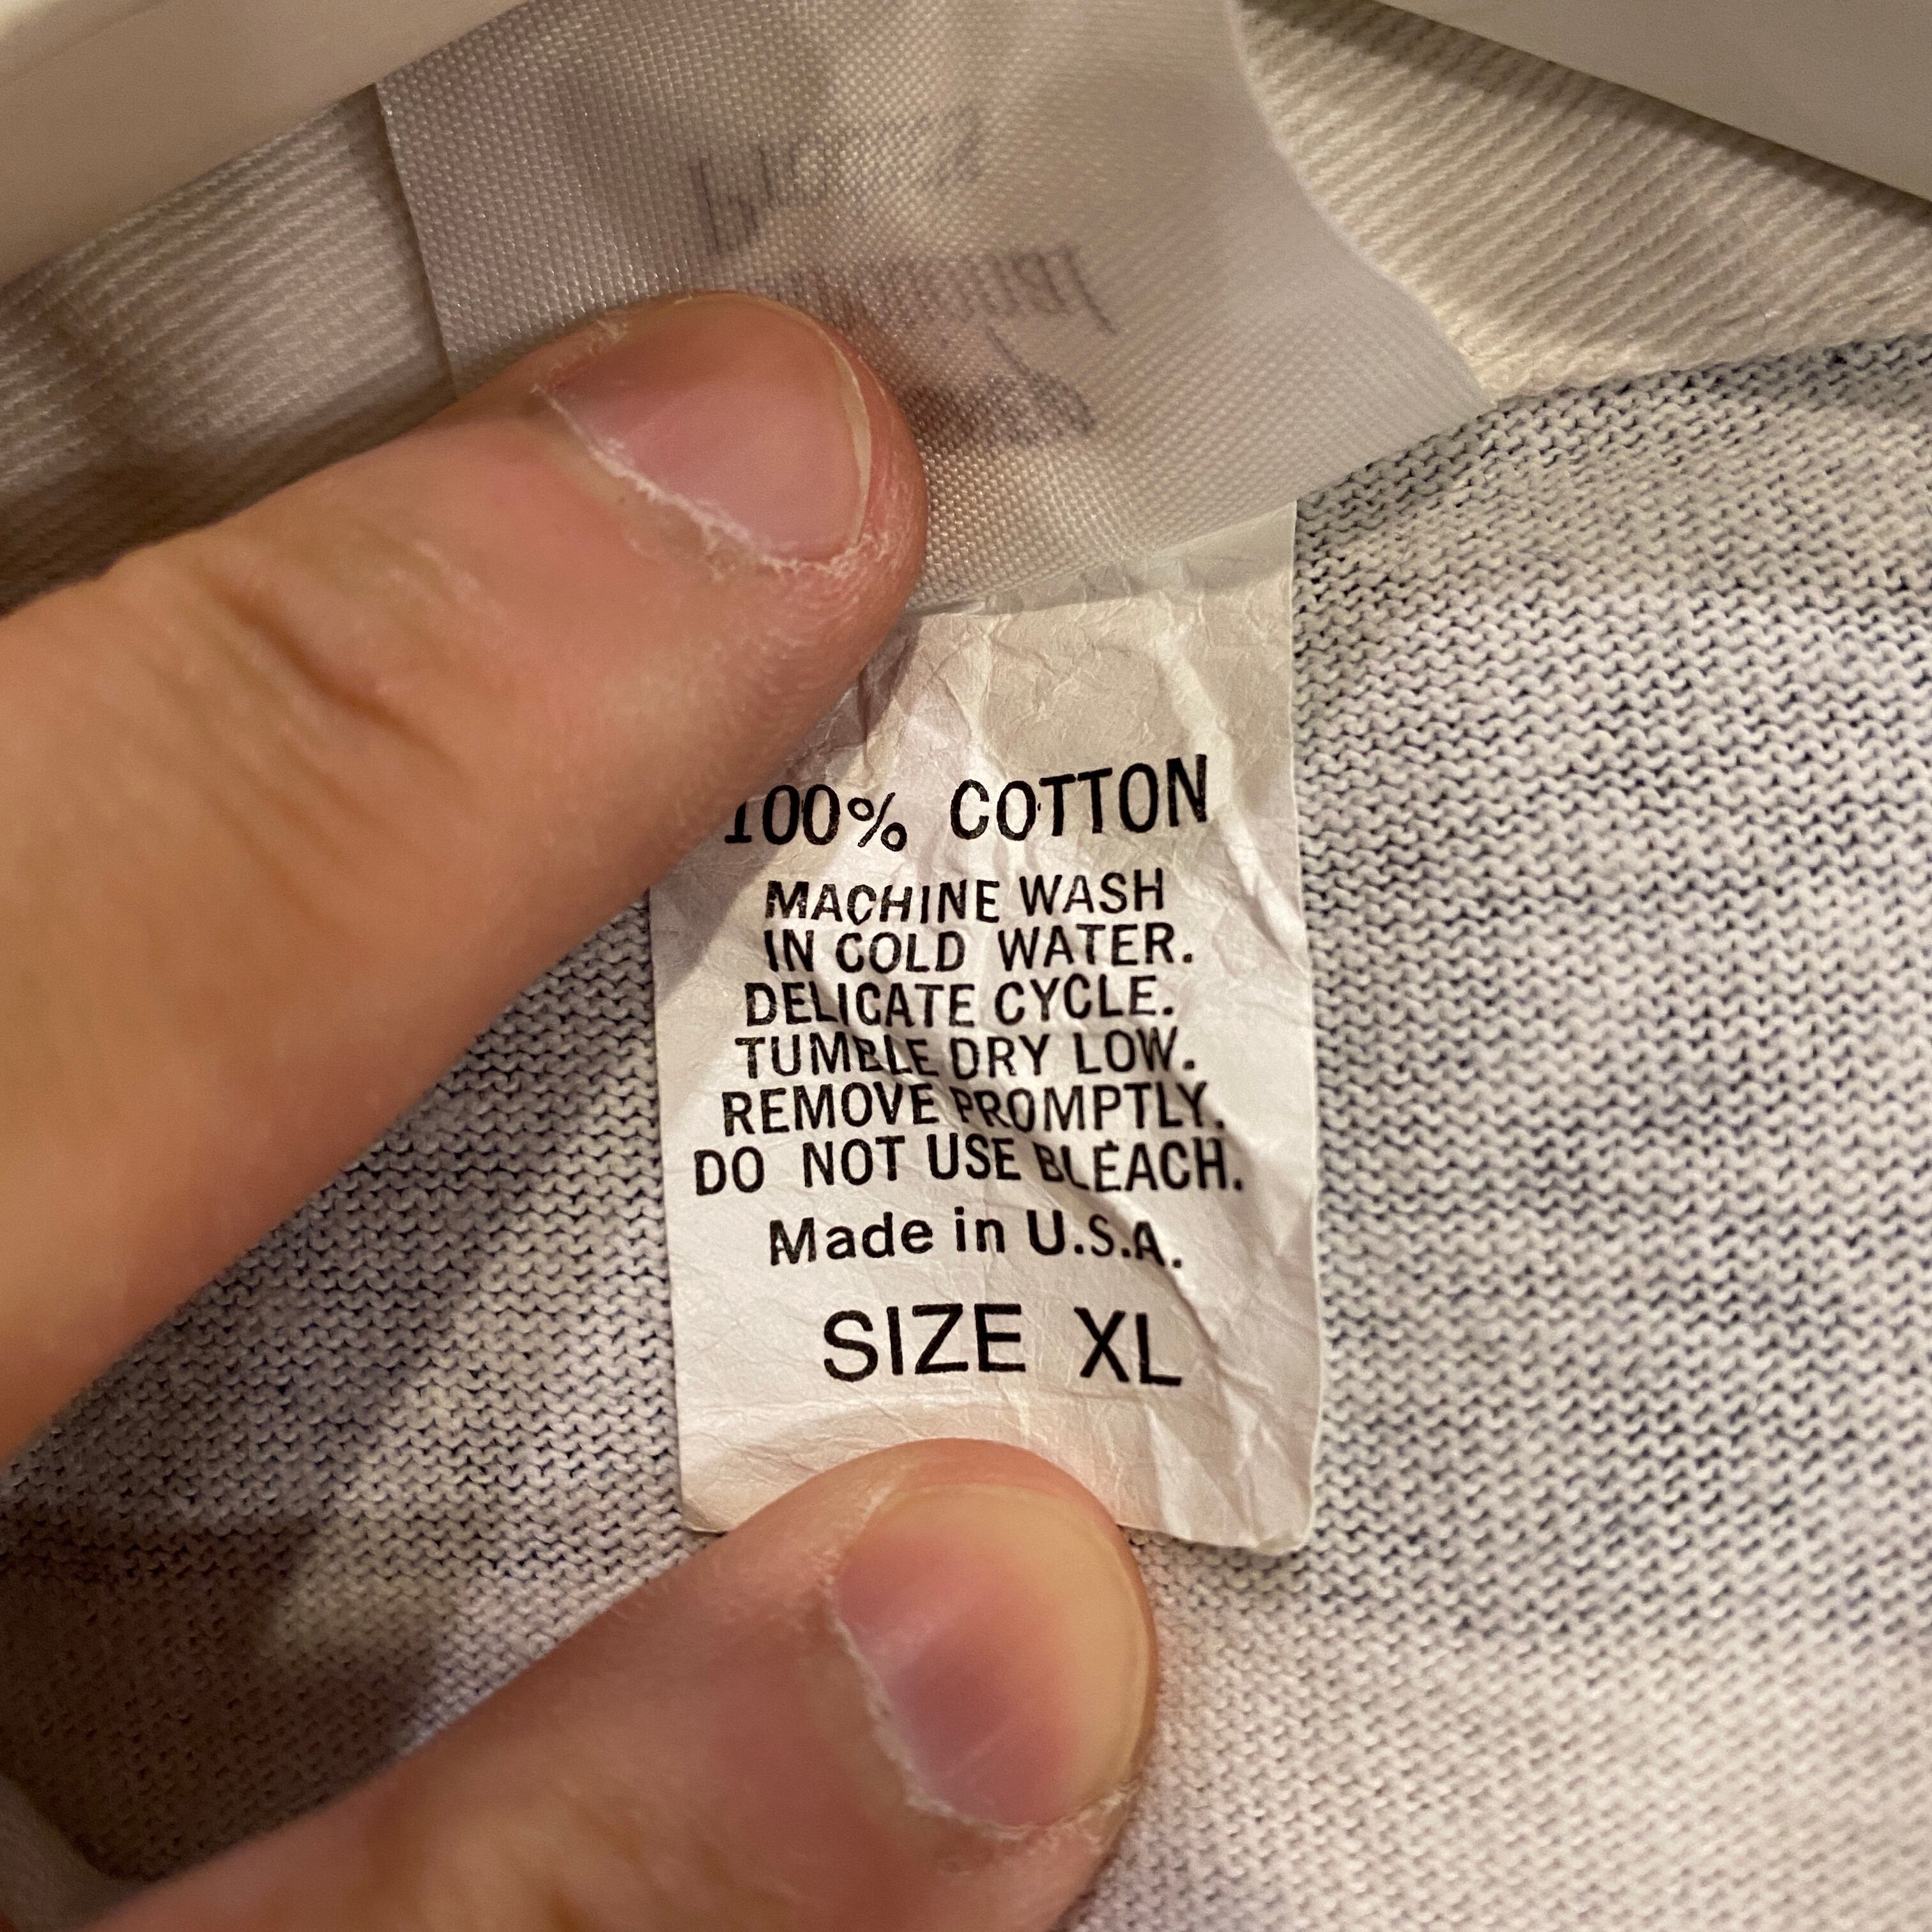 100% COTTON
MACHINE WASH
IN COLD WATER.
DELICATE CYCLE.
TUMBLE DRY LOW.
REMOVE PROMPTLY.
DO NOT USE BLEACH.
Made in U.S.A.
SIZE XL